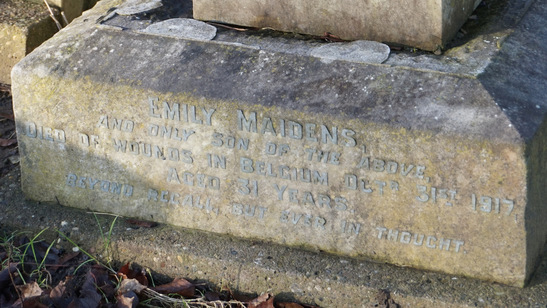 EMILY MAIDENS,
AND ONLY SON OF THE ABOVE,
DIED OF WOUNDS IN BELGIUM OCTR 31ST 1917,
AGED 31 YEARS.
BEYOND RECALL, BUT EVER IN THOUGHT